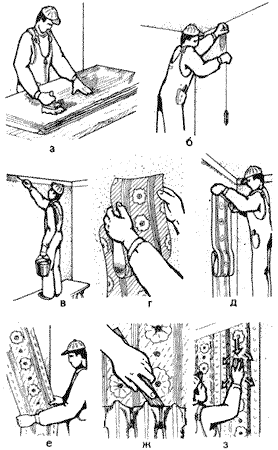 а б
в г д
е ж з